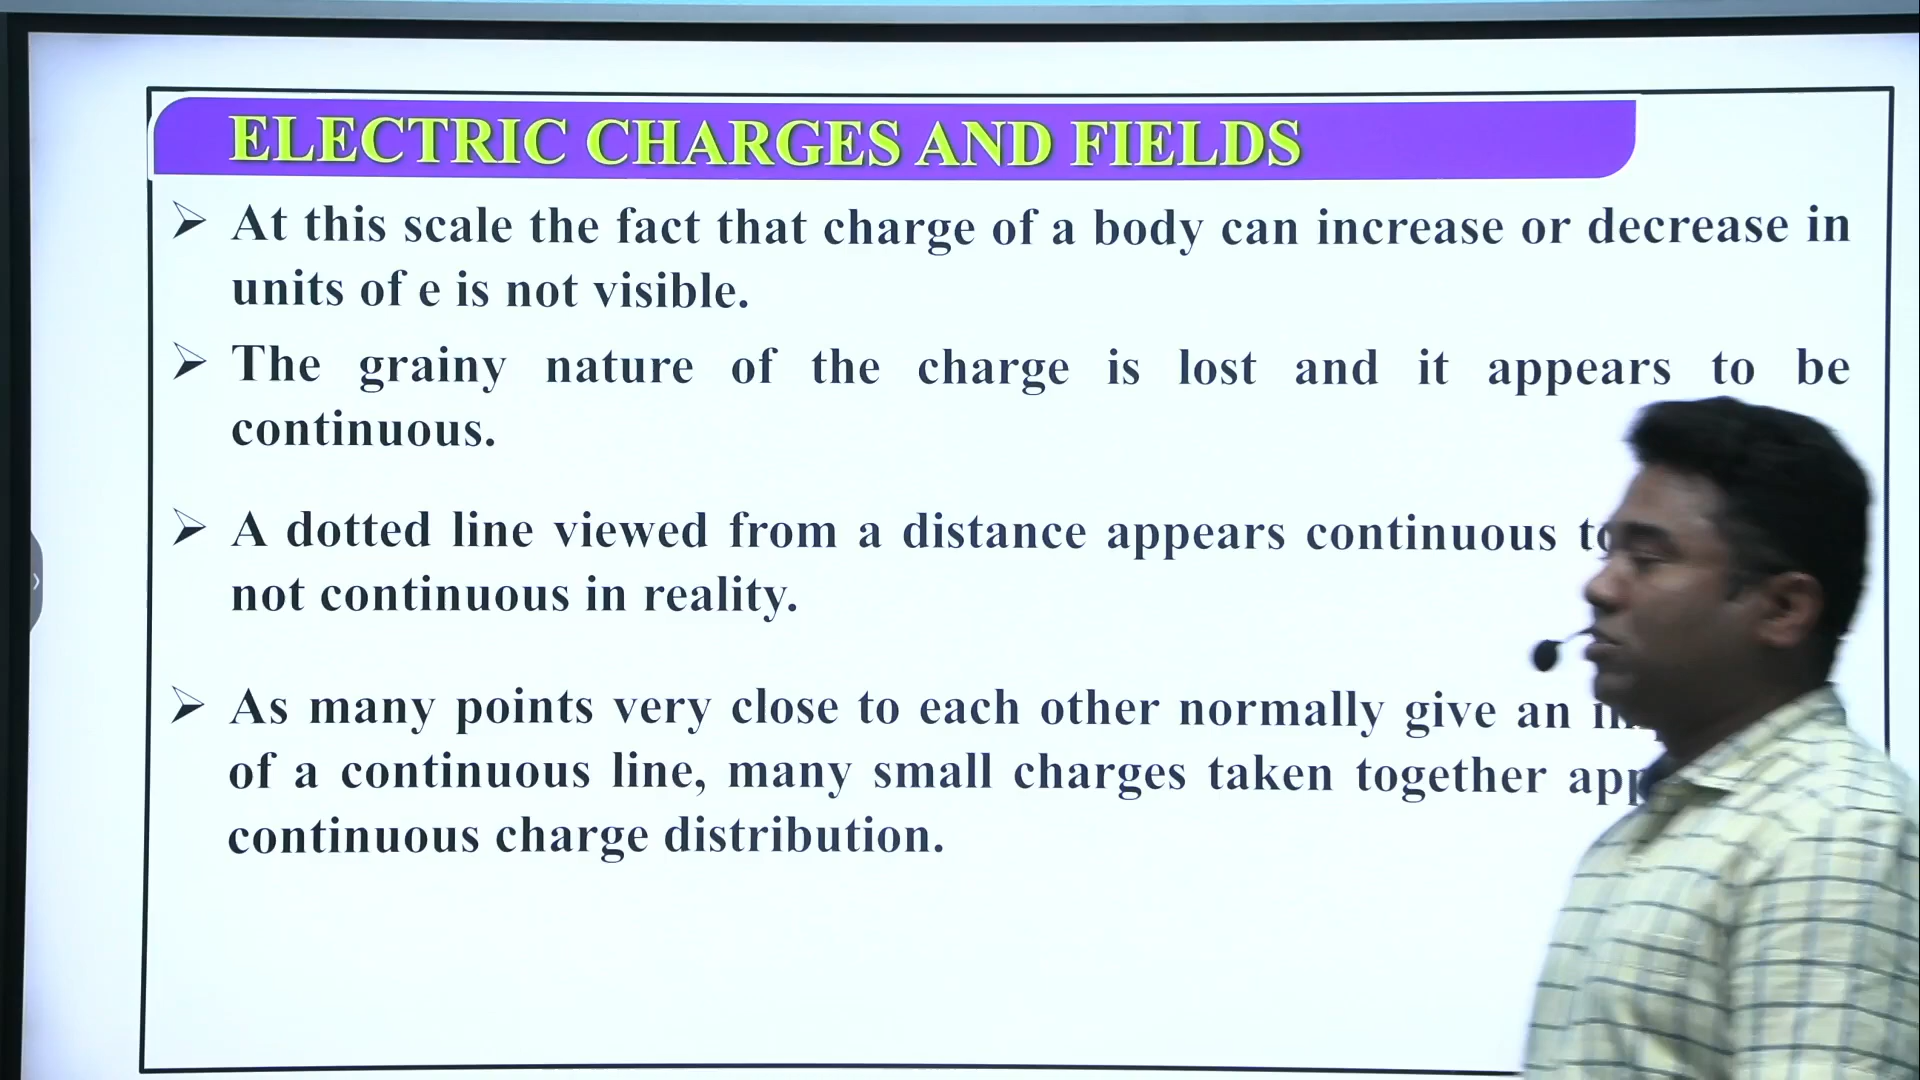 ELECTRIC CHARGES AND FIELDS
➢ At this scale the fact that charge of a body can increase or decrease in
units of e is not visible.
➢ The grainy nature of the charge is lost and it appears to be
continuous.
➢ A dotted line viewed from a distance appears continuous
not continuous in reality.
➢ As many points very close to each other normally give an
of a continuous line, many small charges taken together
continuous charge distribution.